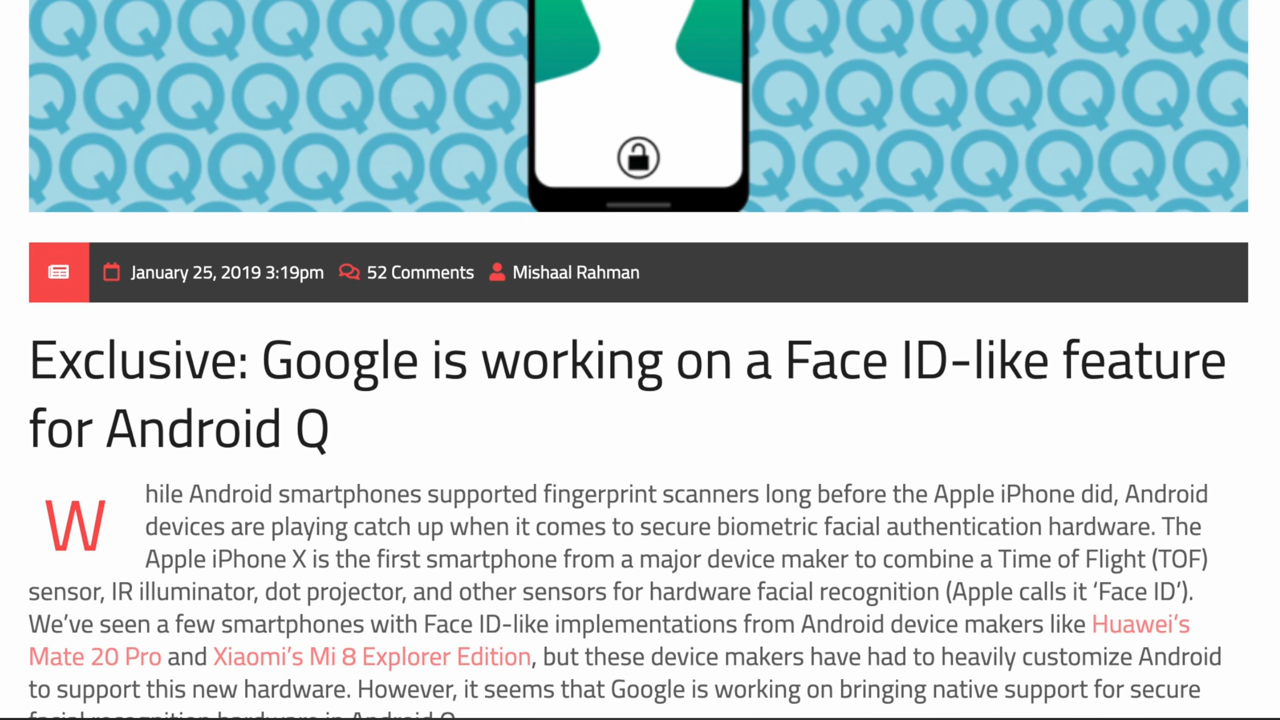 January 25, 2019 3:19pm 52 Comments Mishaal Rahman
Exclusive: Google is working on a Face ID-like feature
for Android Q
While Android smartphones supported fingerprint scanners long before the Apple iPhone did, Android
devices are playing catch up when it comes to secure biometric facial authentication hardware. The
Apple iPhone X is the first smartphone from a major device maker to combine a Time of Flight (TOF)
sensor, IR illuminator, dot projector, and other sensors for hardware facial recognition (Apple calls it ‘Face ID’).
We’ve seen a few smartphones with Face ID-like implementations from Android device makers like Huawei’s
Mate 20 Pro and Xiaomi’s Mi 8 Explorer Edition, but these device makers have had to heavily customize Android
to support this new hardware. However, it seems that Google is working on bringing native support for secure
facial recognition hardware in Android Q